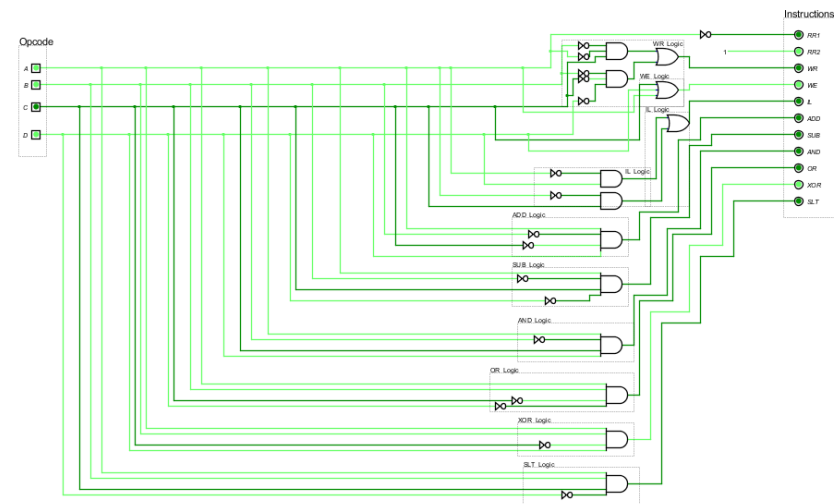 Instructions
Opcode
RR1
WR Logic
1
RR2
A
WR
WE Logic
B
WE
C
IL Logic
IL
ADD
D
SUB
AND
IL Logic
OR
XOR
SLT
ADD Logic
SUB Logic
AND Logic
OR Logic
XOR Logic
SLT Logic